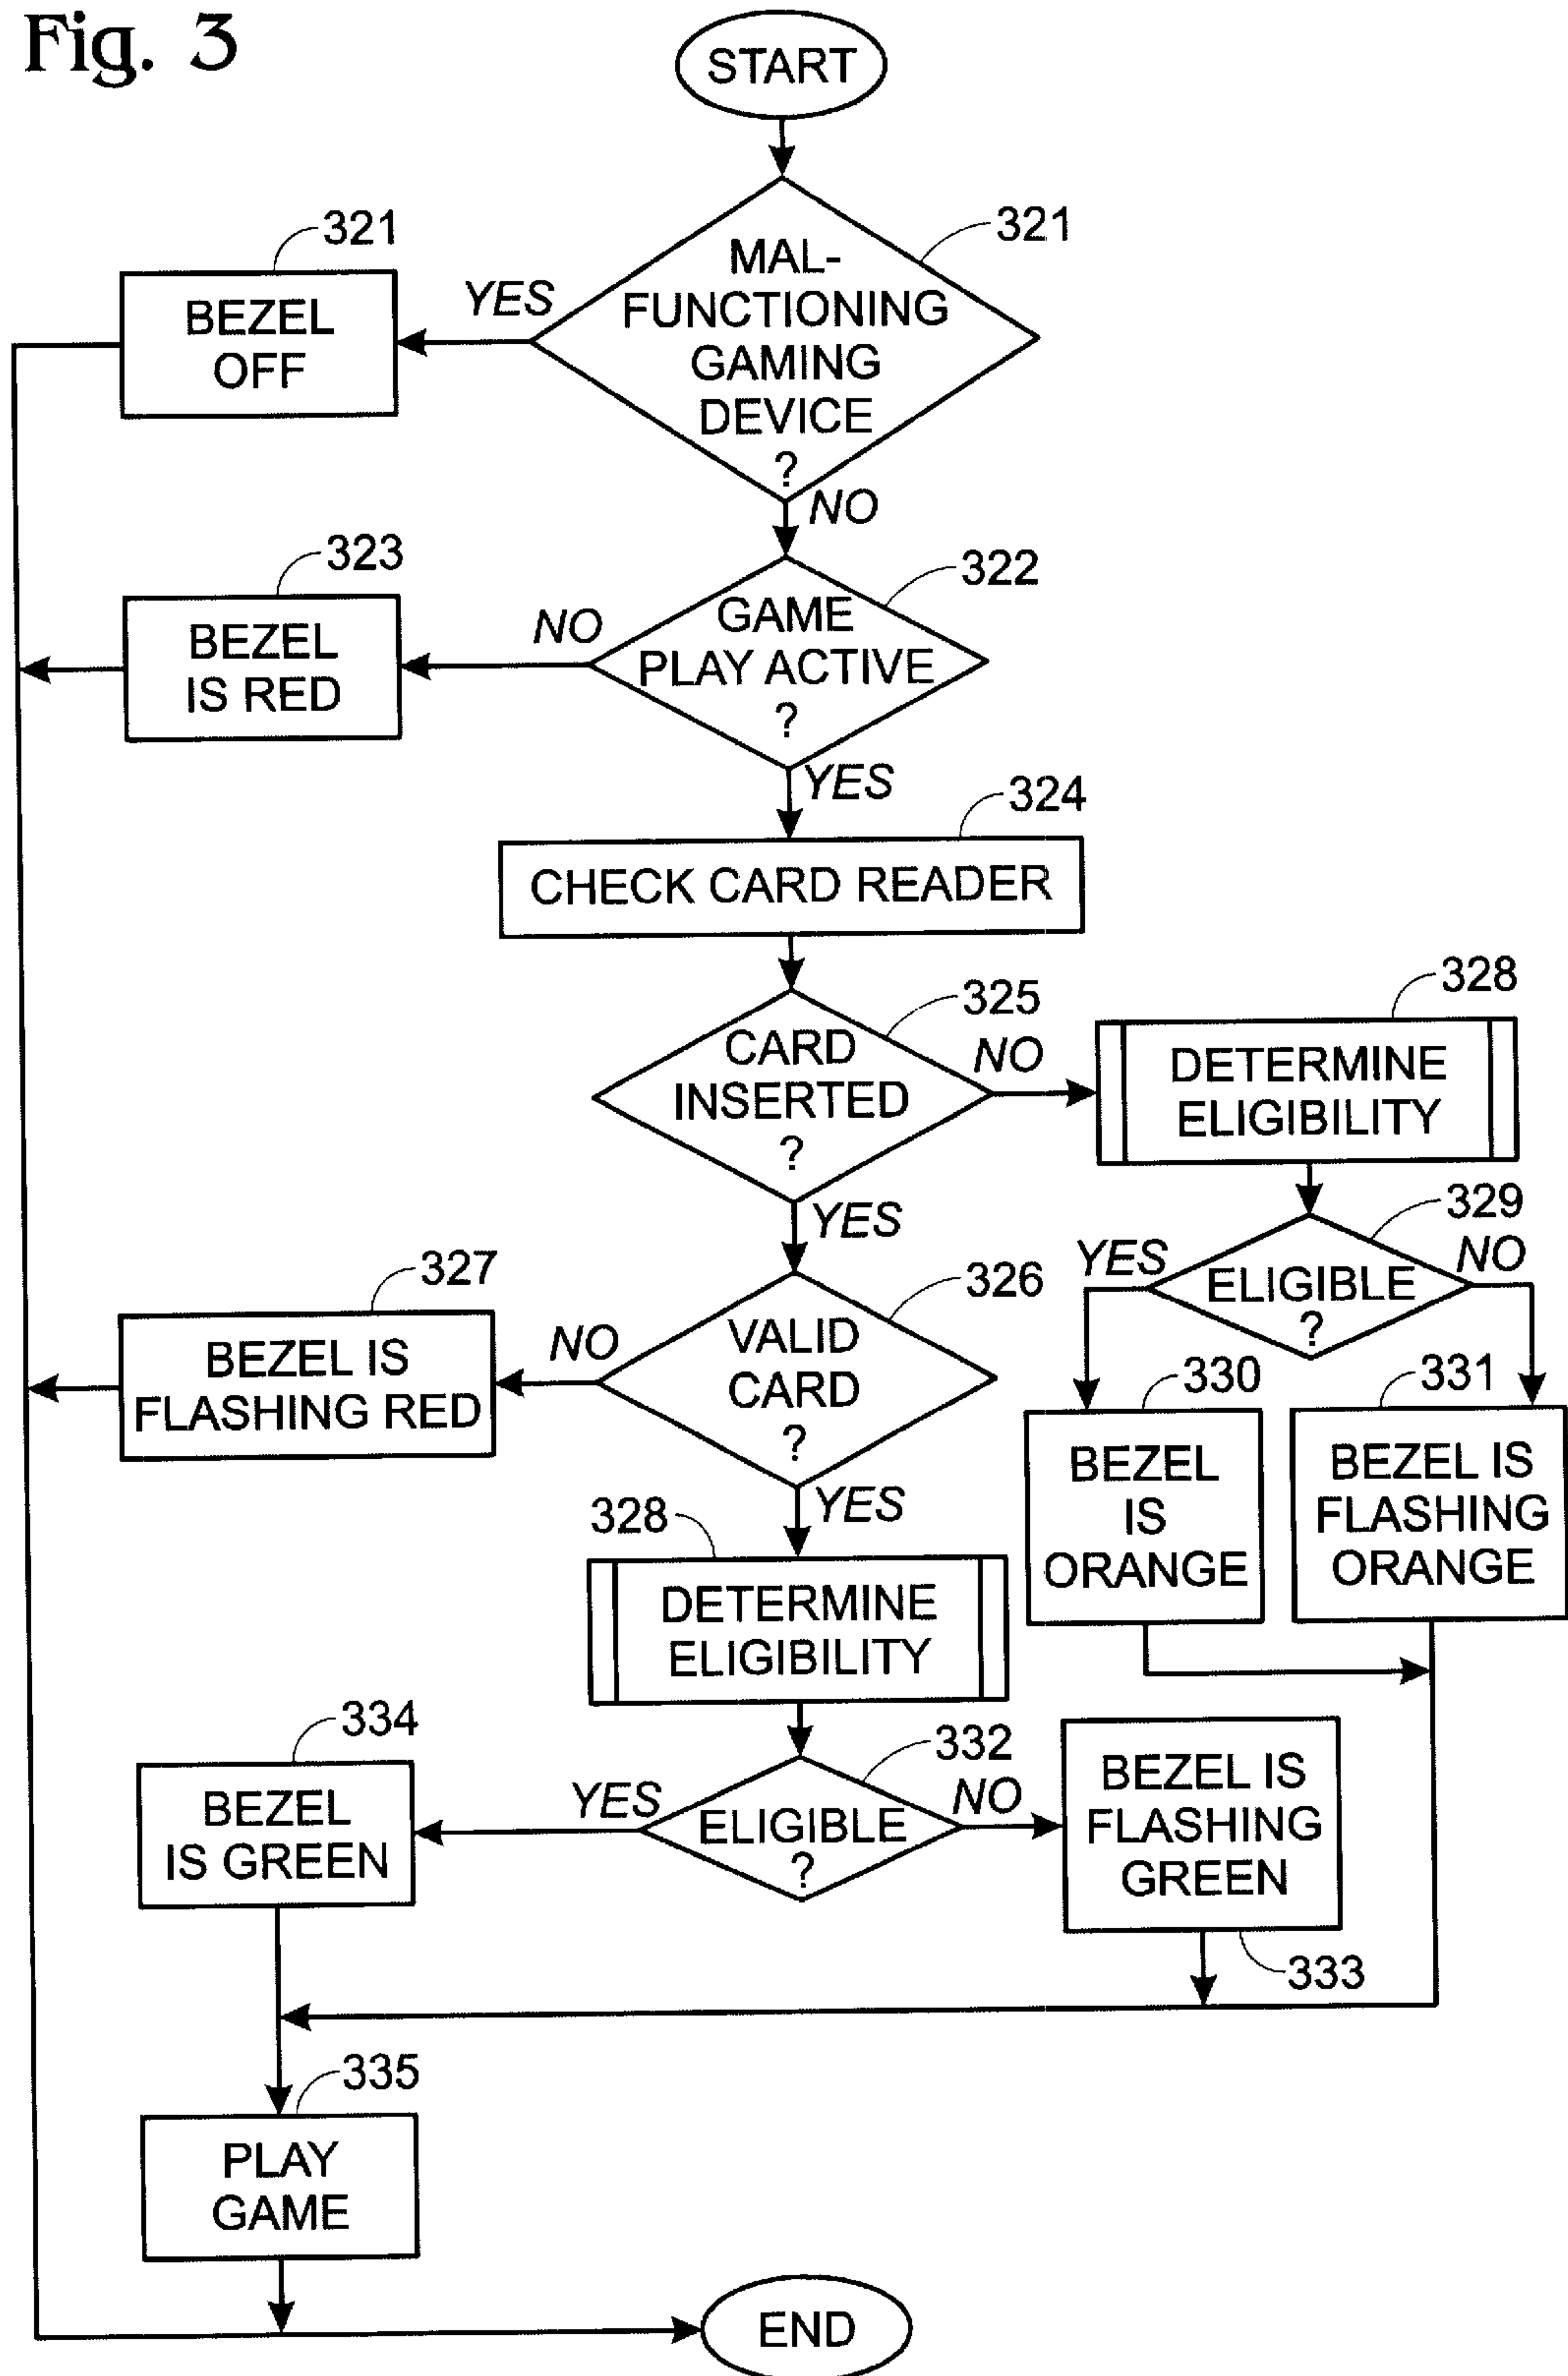 Fig. 3
START
321
MAL-
FUNCTIONING
GAMING
DEVICE
?
321
BEZEL
OFF
YES
NO
322
GAME
PLAY ACTIVE
?
323
BEZEL
IS RED
NO
YES
324
CHECK CARD READER
325
CARD
INSERTED
?
NO
328
DETERMINE
ELIGIBILITY
YES
329
ELIGIBLE
?
YES
NO
330
BEZEL
IS
ORANGE
331
BEZEL IS
FLASHING
ORANGE
326
VALID
CARD
?
NO
327
BEZEL IS
FLASHING RED
YES
328
DETERMINE
ELIGIBILITY
332
ELIGIBLE
?
YES
NO
334
BEZEL
IS GREEN
BEZEL IS
FLASHING
GREEN
333
335
PLAY
GAME
END